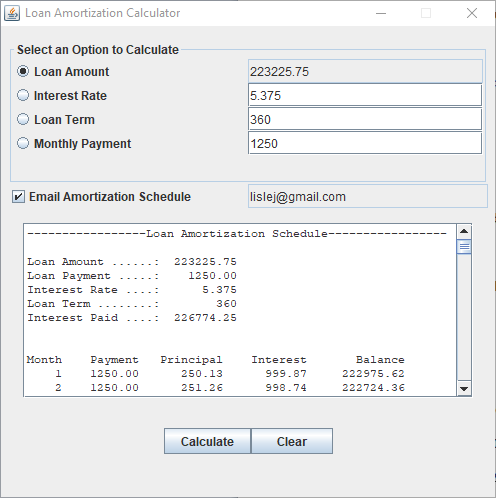 Loan Amortization Calculator
Select an Option to Calculate
Loan Amount 223225.75
Interest Rate 5.375
Loan Term 360
Monthly Payment 1250
Email Amortization Schedule lislej@gmail.com
-----------------Loan Amortization Schedule-----------------
Loan Amount ......: 223225.75
Loan Payment .....: 1250.00
Interest Rate ....: 5.375
Loan Term ........: 360
Interest Paid ....: 226774.25
Month Payment Principal Interest Balance
1 1250.00 250.13 999.87 222975.62
2 1250.00 251.26 998.74 222724.36
Calculate Clear